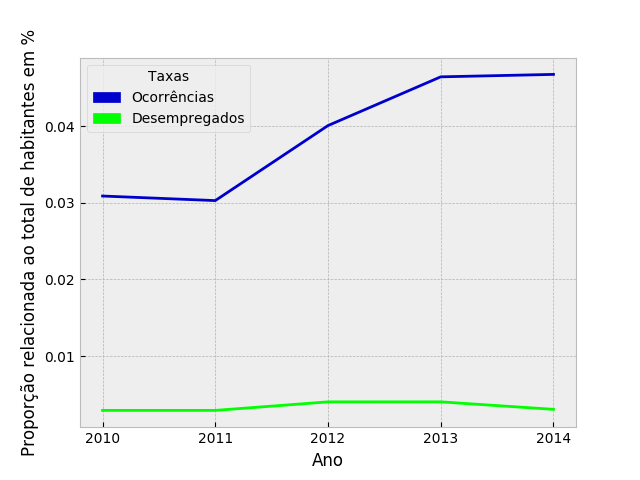 Proporção relacionada ao total de habitantes em %
Taxas
Ocorrências
Desempregados
0.04
0.03
0.02
0.01
2010 2011 2012 2013 2014
Ano